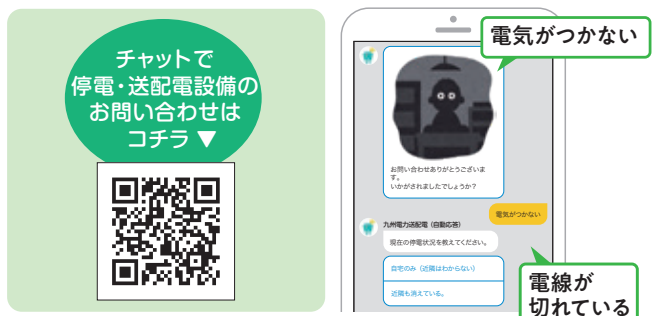 チャットで
停電・送配電設備の
お問い合わせは
コチラ ▼
電気がつかない
お問い合わせありがとうございま
す。
いかがされましたでしょうか？
電気がつかない
九州電力送配電（自動応答）
現在の停電状況を教えてください。
自宅のみ（近隣はわからない）
近隣も消えている。
電線が
切れている